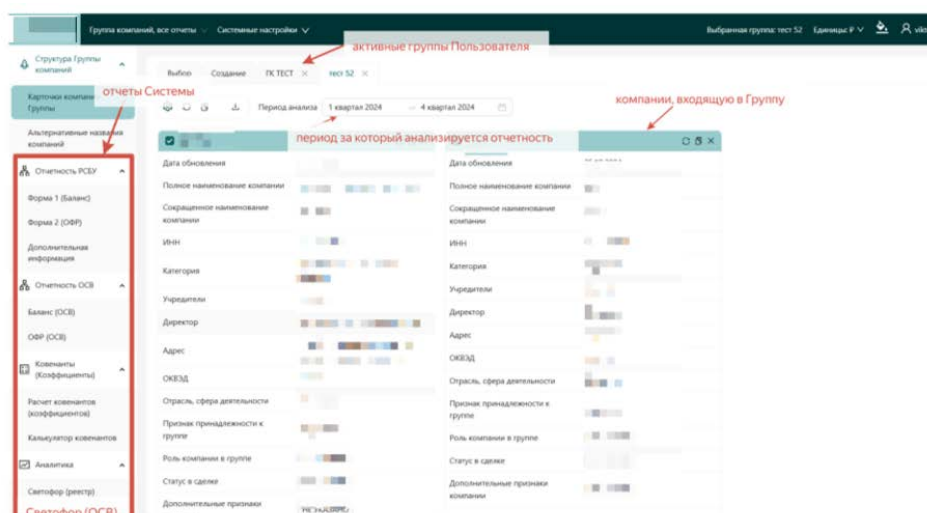 Группа компаний, все отчеты
Системные настройки
Выбранная группа: тест 52
Единицы: ₽
активные группы Пользователя
Структура Группы
компаний
Выбор
Создание
ГК ТЕСТ
тест 52
отчеты Системы
Карточки компаний
Группы
Период анализа
1 квартал 2024
4 квартал 2024
компании, входящую в Группу
период за который анализируется отчетность
Альтернативные названия
компаний
Отчетность РСБУ
Форма 1 (Баланс)
Форма 2 (ОФР)
Дополнительная
информация
Отчетность ОСВ
Баланс (ОСВ)
ОФР (ОСВ)
Ковенанты
(Коэффициенты)
Расчет ковенантов
(коэффициентов)
Калькулятор ковенантов
Аналитика
Светофор (реестр)
Светофор (ОСВ)
Дата обновления
Полное наименование компании
Сокращенное наименование
компании
ИНН
Категория
Учредители
Директор
Адрес
ОКВЭД
Отрасль, сфера деятельности
Признак принадлежности к
группе
Роль компании в группе
Статус в сделке
Дополнительные признаки
Дата обновления
Полное наименование компании
Сокращенное наименование
компании
ИНН
Категория
Учредители
Директор
Адрес
ОКВЭД
Отрасль, сфера деятельности
Признак принадлежности к
группе
Роль компании в группе
Статус в сделке
Дополнительные признаки
компании